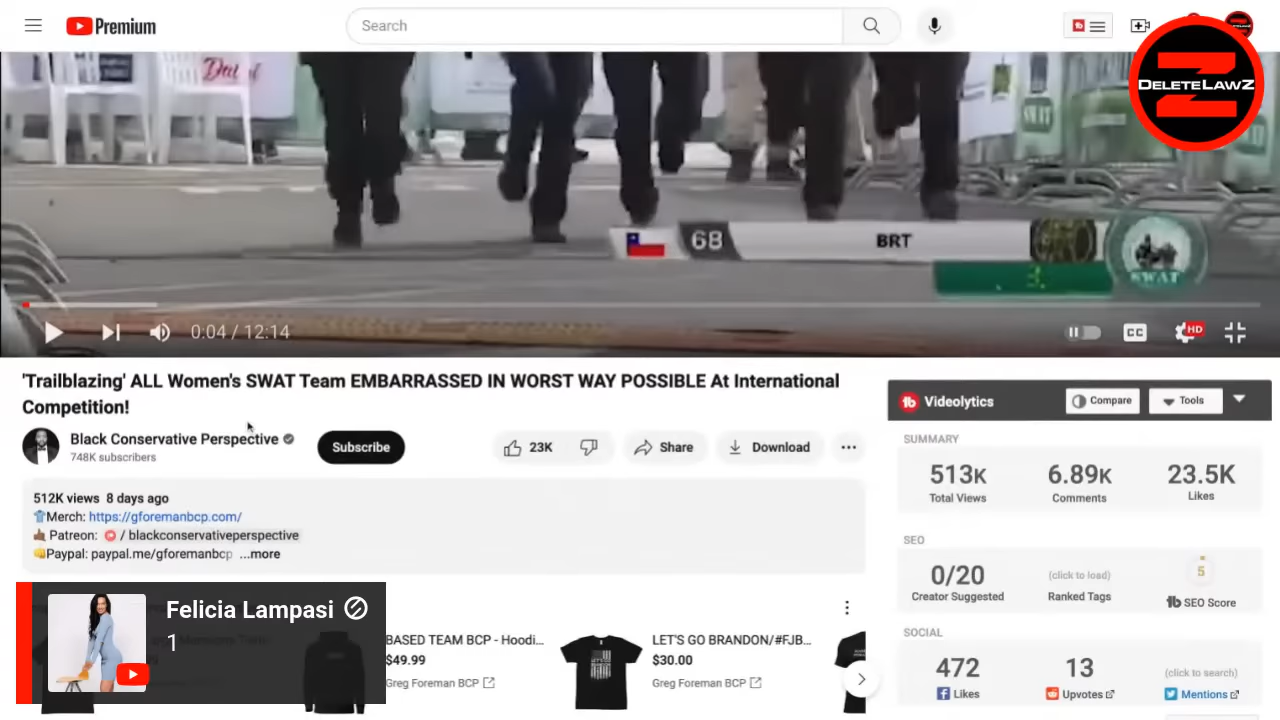 Premium
Search
DELETELAWZ
68
BRT
SWAT
0:04 / 12:14
CC
HD
'Trailblazing' ALL Women's SWAT Team EMBARRASSED IN WORST WAY POSSIBLE At International
Competition!
Black Conservative Perspective
748K subscribers
Subscribe
23K
Share
Download
512K views 8 days ago
Merch: https://gforemanbcp.com/
Patreon: / blackconservativeperspective
Paypal: paypal.me/gforemanbcp ...more
Felicia Lampasi
1
BASED TEAM BCP - Hoodi...
$49.99
Greg Foreman BCP
LET'S GO BRANDON/#FJB...
$30.00
Greg Foreman BCP
Videolytics
Compare
Tools
SUMMARY
513K
Total Views
6.89K
Comments
23.5K
Likes
SEO
0/20
Creator Suggested
(click to load)
Ranked Tags
5
SEO Score
SOCIAL
472
Likes
13
Upvotes
(click to search)
Mentions